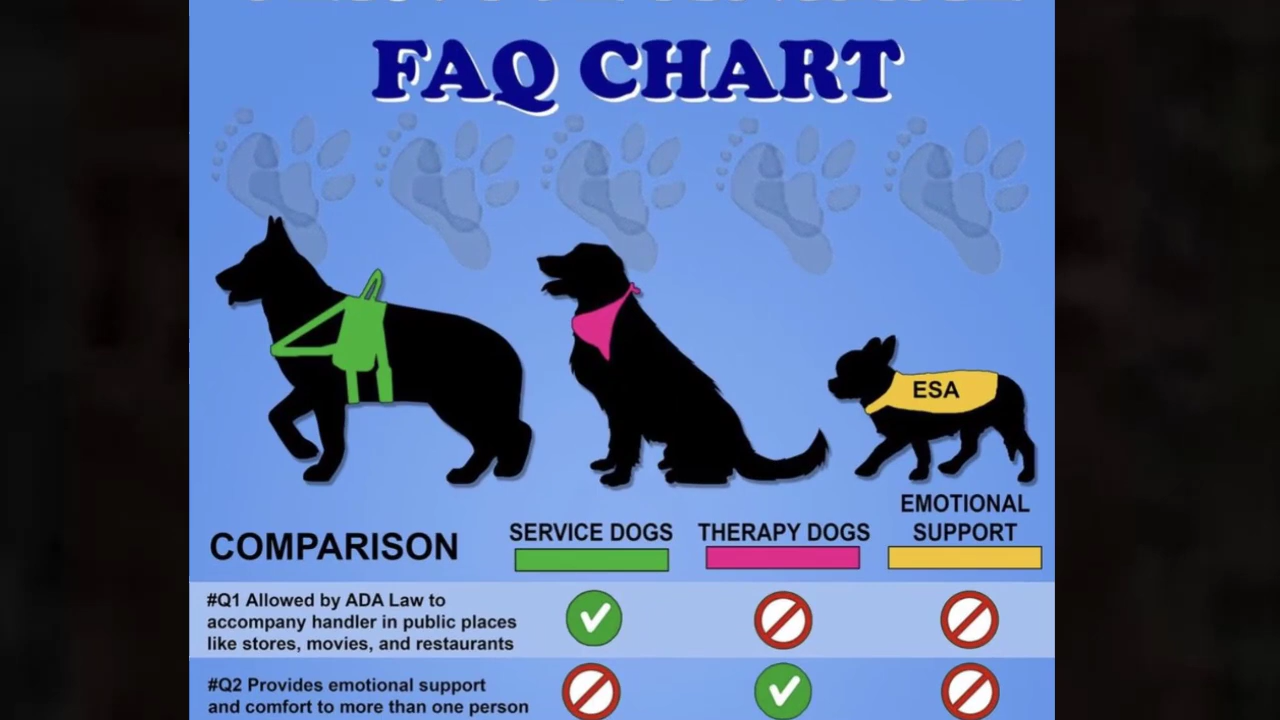 FAQ CHART
ESA
COMPARISON
SERVICE DOGS
THERAPY DOGS
EMOTIONAL
SUPPORT
#Q1 Allowed by ADA Law to
accompany handler in public places
like stores, movies, and restaurants
#Q2 Provides emotional support
and comfort to more than one person